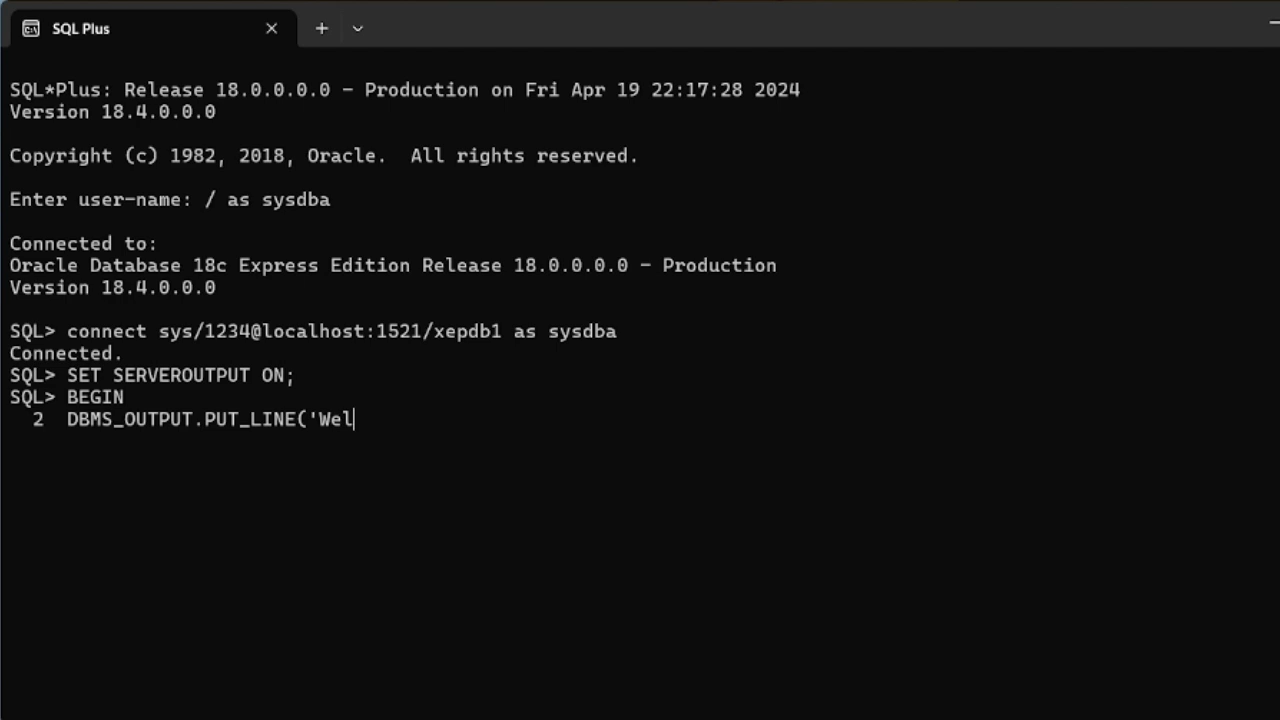 SQL Plus
SQL*Plus: Release 18.0.0.0.0 - Production on Fri Apr 19 22:17:28 2024
Version 18.4.0.0.0
Copyright (c) 1982, 2018, Oracle.  All rights reserved.
Enter user-name: / as sysdba
Connected to:
Oracle Database 18c Express Edition Release 18.0.0.0.0 - Production
Version 18.4.0.0.0
SQL> connect sys/1234@localhost:1521/xepdb1 as sysdba
Connected.
SQL> SET SERVEROUTPUT ON;
SQL> BEGIN
  2  DBMS_OUTPUT.PUT_LINE('Wel